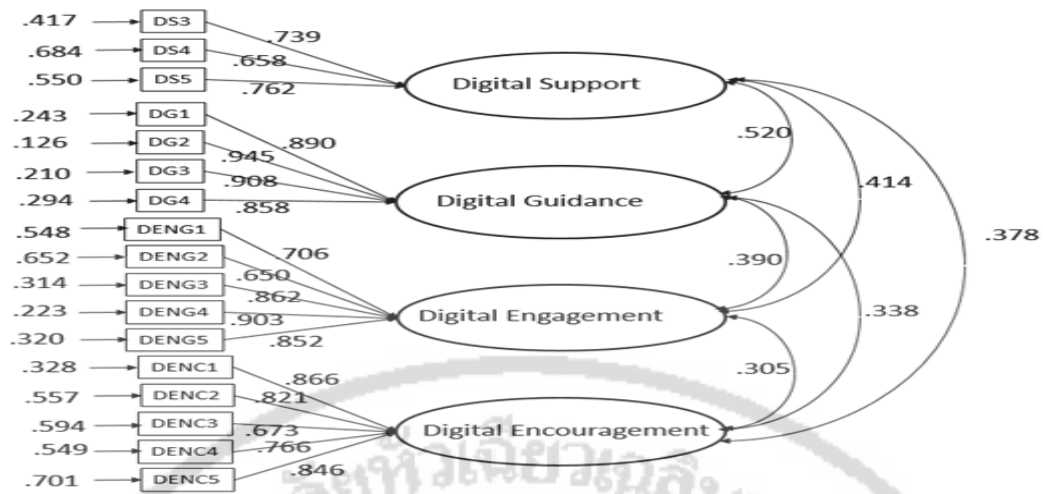 .417 DS3 .739
.684 DS4 .658
.550 DS5 .762
Digital Support
.243 DG1 .890
.520
.126 DG2 .945
.210 DG3 .908
.414
.294 DG4 .858
Digital Guidance
.548 DENG1 .706
.378
.652 DENG2 .650
.390
.314 DENG3 .862
.223 DENG4 .903
Digital Engagement
.338
.320 DENG5 .852
.328 DENC1 .866
.305
.557 DENC2 .821
.594 DENC3 .673
Digital Encouragement
.549 DENC4 .766
.701 DENC5 .846